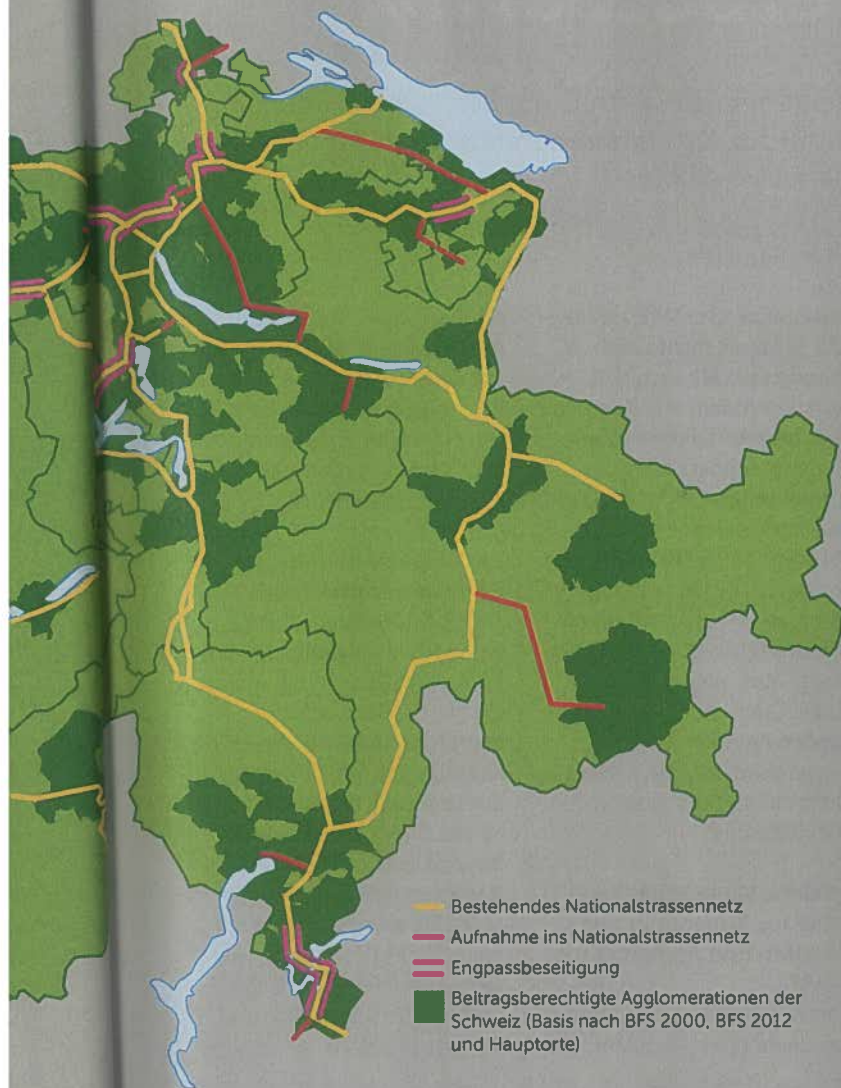 Bestehendes Nationalstrassennetz
Aufnahme ins Nationalstrassennetz
Engpassbeseitigung
Beitragsberechtigte Agglomerationen der
Schweiz (Basis nach BFS 2000, BFS 2012
und Hauptorte)